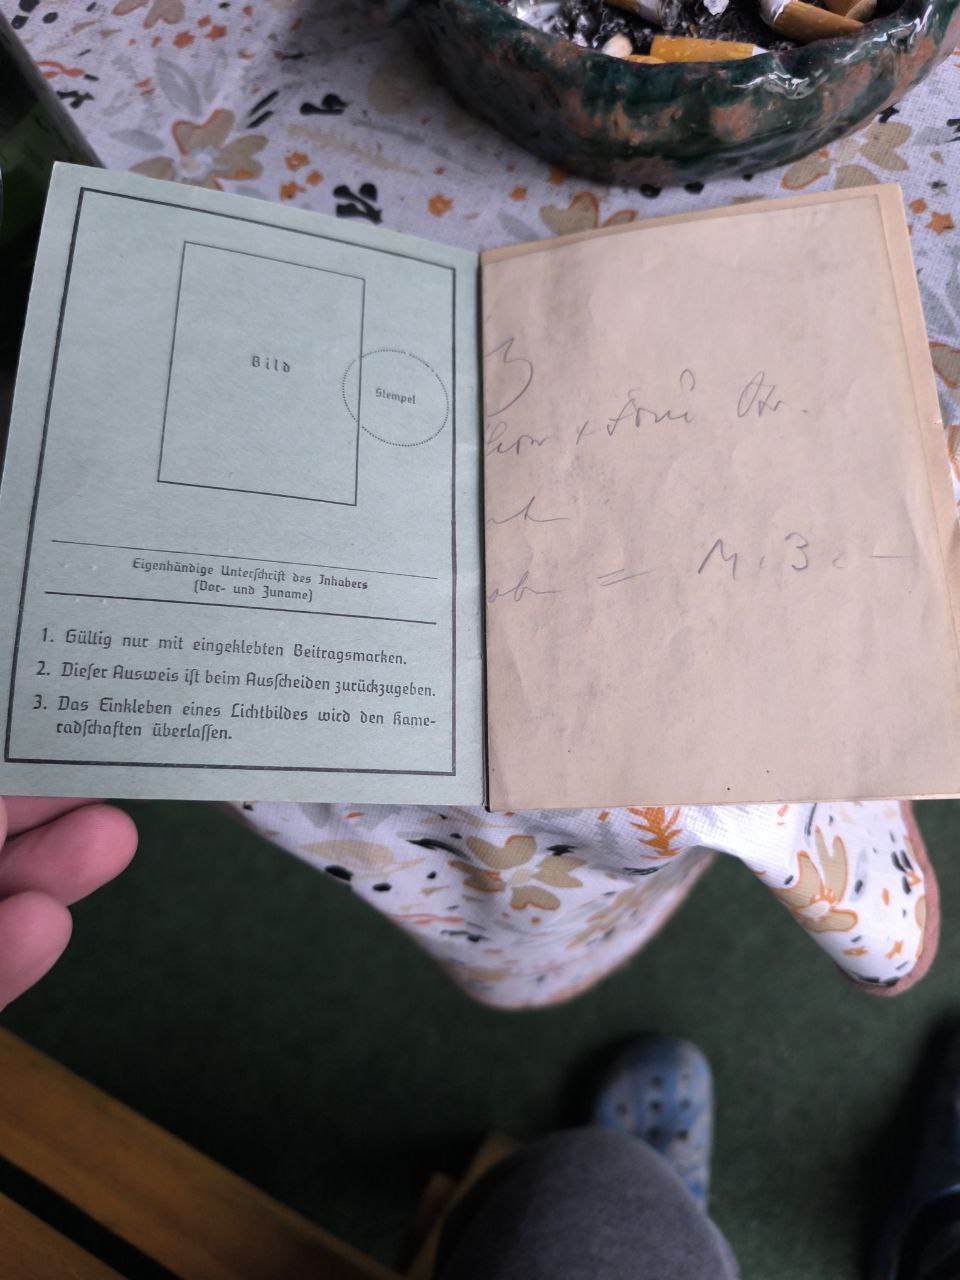 Bild
Stempel
Eigenhändige Unterschrift des Inhabers
(Vor- und Zuname)
1. Gültig nur mit eingeklebten Beitragsmarken.
2. Dieser Ausweis ist beim Ausscheiden zurückzugeben.
3. Das Einkleben eines Lichtbildes wird den Kame-
radschaften überlassen.
= M. 3. —